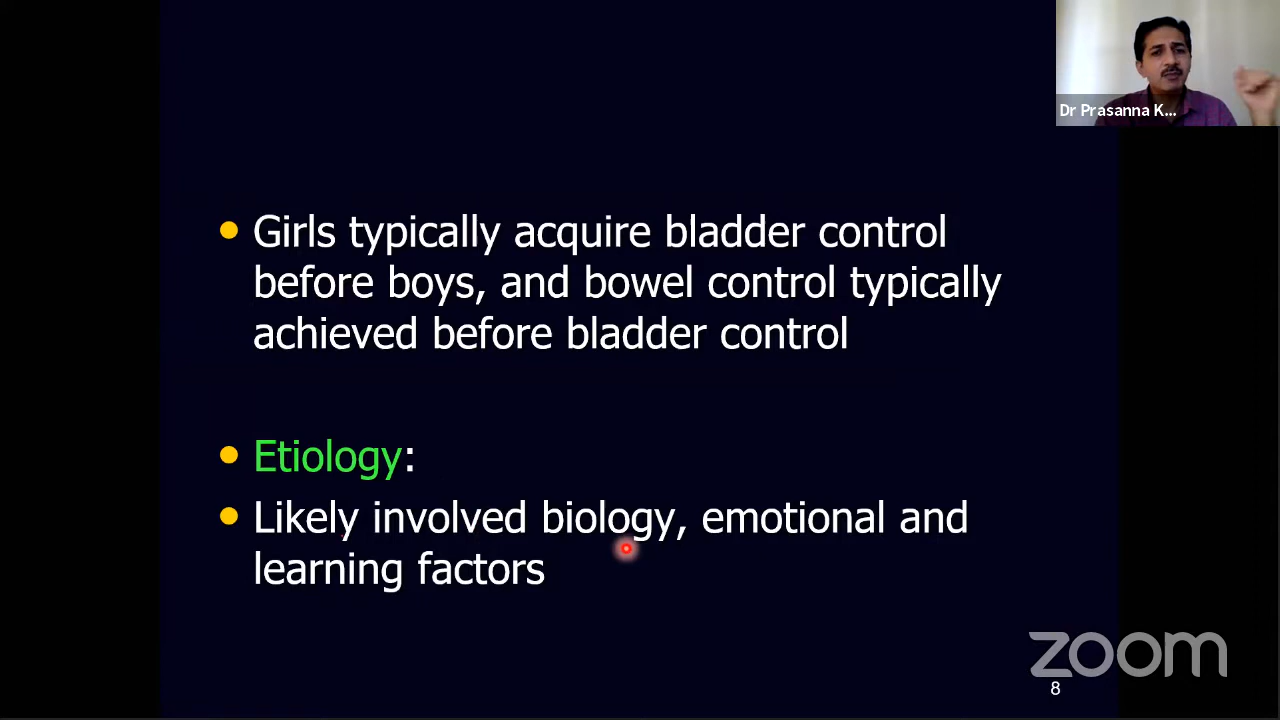 Dr Prasanna K...
Girls typically acquire bladder control
before boys, and bowel control typically
achieved before bladder control
Etiology:
Likely involved biology, emotional and
learning factors
zoom
8